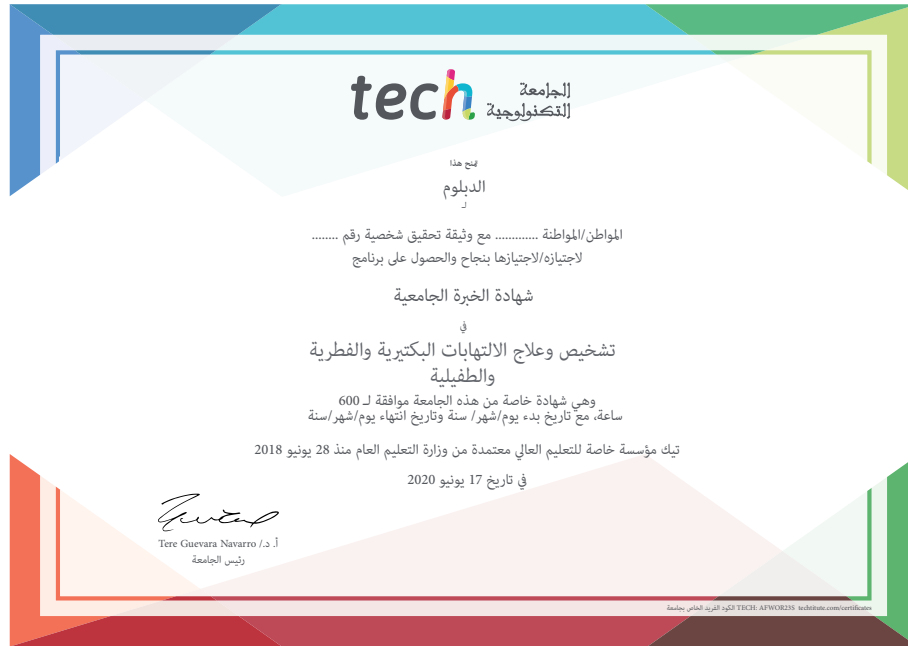 tech الجامعة
التكنولوجية
يمنح هذا
الدبلوم
لـ
المواطن/المواطنة ............. مع وثيقة تحقيق شخصية رقم ........
لاجتيازه/لاجتيازها بنجاح والحصول على برنامج
شهادة الخبرة الجامعية
في
تشخيص وعلاج الالتهابات البكتيرية والفطرية
والطفيلية
وهي شهادة خاصة من هذه الجامعة موافقة لـ 600
ساعة، مع تاريخ بدء يوم/شهر/ سنة وتاريخ انتهاء يوم/شهر/سنة
تيك مؤسسة خاصة للتعليم العالي معتمدة من وزارة التعليم العام منذ 28 يونيو 2018
في تاريخ 17 يونيو 2020
أ. د./ Tere Guevara Navarro
رئيس الجامعة
الكود الفريد الخاص بجامعة TECH: AFWOR23S techtitute.com/certificates